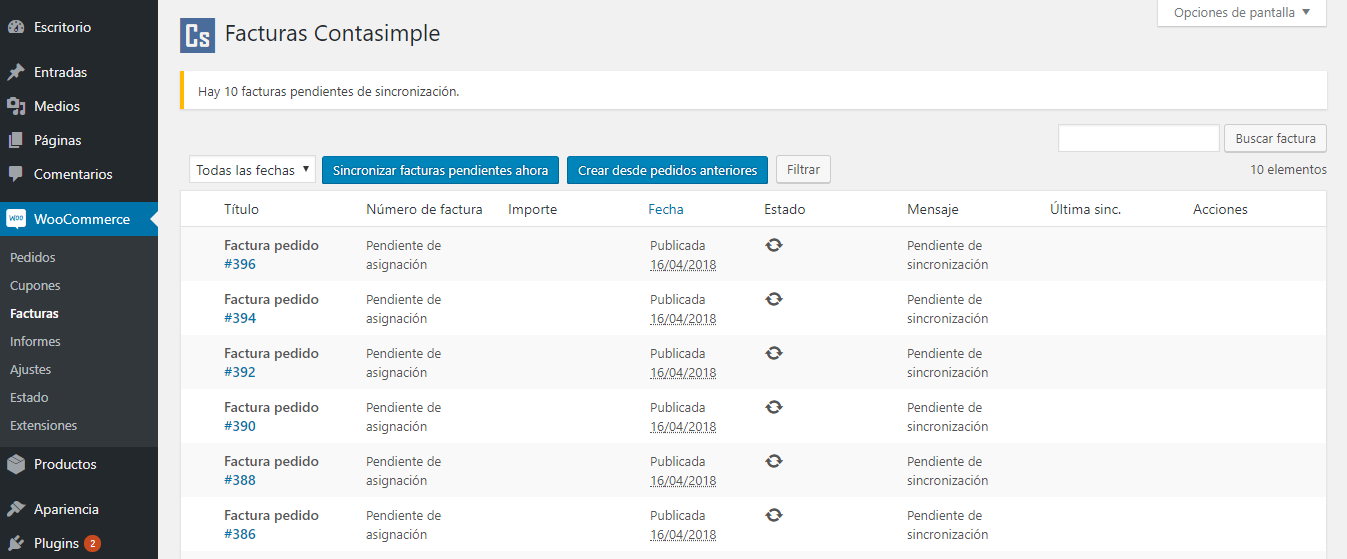 Escritorio
Entradas
Medios
Páginas
Comentarios
WOO
WooCommerce
Pedidos
Cupones
Facturas
Informes
Ajustes
Estado
Extensiones
Productos
Apariencia
Plugins 2
Opciones de pantalla
Cs Facturas Contasimple
Hay 10 facturas pendientes de sincronización.
Buscar factura
Todas las fechas Sincronizar facturas pendientes ahora Crear desde pedidos anteriores Filtrar 10 elementos
Título Número de factura Importe Fecha Estado Mensaje Última sinc. Acciones
Factura pedido Pendiente de Publicada Pendiente de
#396 asignación 16/04/2018 sincronización
Factura pedido Pendiente de Publicada Pendiente de
#394 asignación 16/04/2018 sincronización
Factura pedido Pendiente de Publicada Pendiente de
#392 asignación 16/04/2018 sincronización
Factura pedido Pendiente de Publicada Pendiente de
#390 asignación 16/04/2018 sincronización
Factura pedido Pendiente de Publicada Pendiente de
#388 asignación 16/04/2018 sincronización
Factura pedido Pendiente de Publicada Pendiente de
#386 asignación 16/04/2018 sincronización